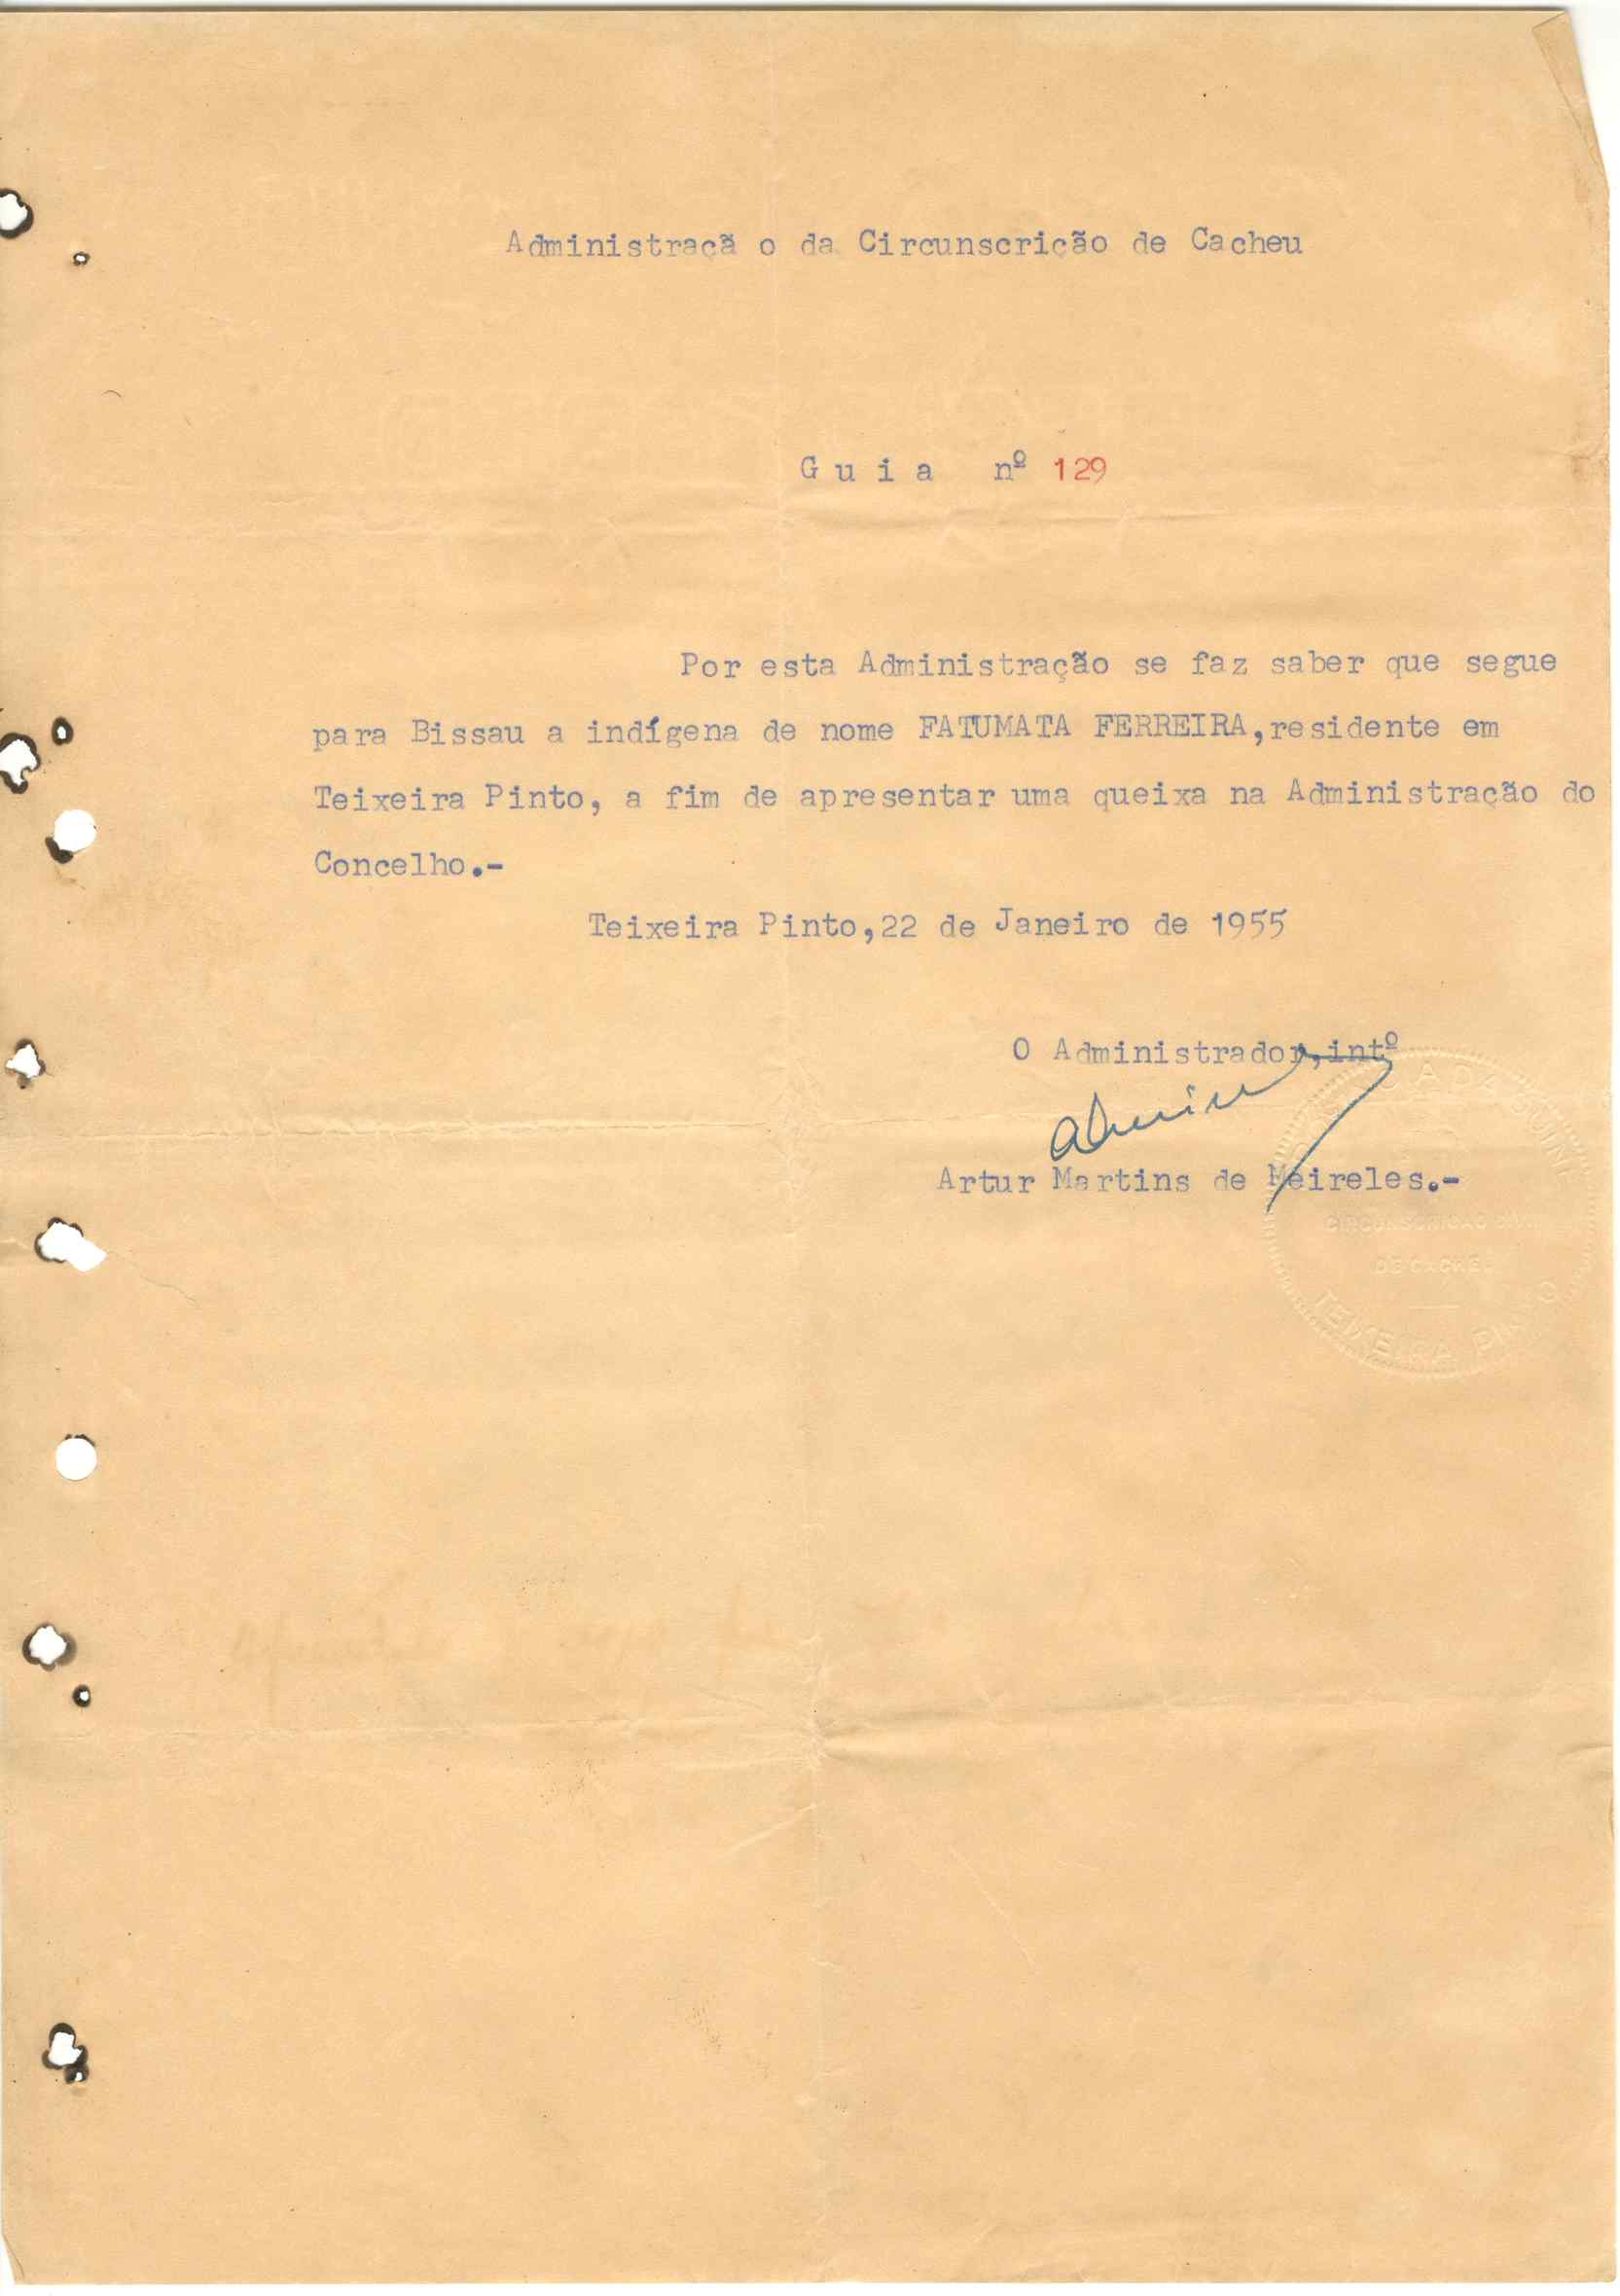 Administraçã o da Circunscrição de Cacheu
Guia nº 129
Por esta Administração se faz saber que segue
para Bissau a indígena de nome FATUMATA FERREIRA,residente em
Teixeira Pinto, a fim de apresentar uma queixa na Administração do
Concelho.-
Teixeira Pinto,22 de Janeiro de 1955
O Administrador,intº
Artur Martins de Meireles.-
CIRCUNSCRIÇÃO
DE CACHEU
TEIXEIRA PINTO